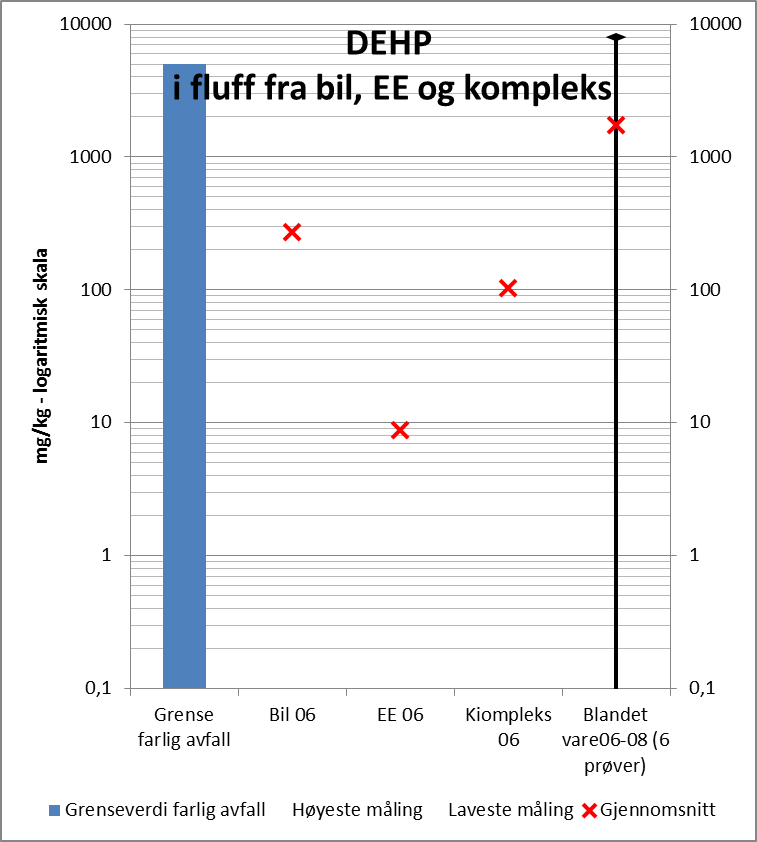 DEHP
i fluff fra bil, EE og kompleks
10000
1000
100
10
1
0,1
mg/kg - logaritmisk skala
10000
1000
100
10
1
0,1
Grense
farlig avfall
Bil 06
EE 06
Kiompleks
06
Blandet
vare06-08 (6
prøver)
Grenseverdi farlig avfall
Høyeste måling
Laveste måling
Gjennomsnitt